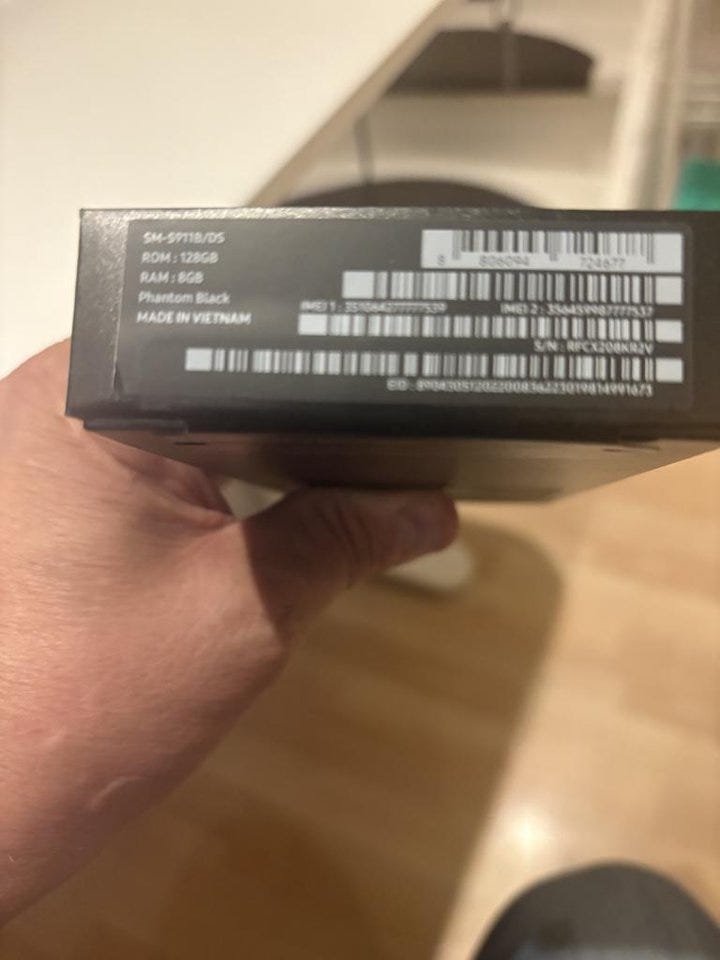 SM-S911B/DS
ROM : 128GB
RAM : 8GB
Phantom Black
MADE IN VIETNAM
8 806094 724677
IMEI 1 : IMEI 2 :
S/N : RFCX208KR2V
EID :